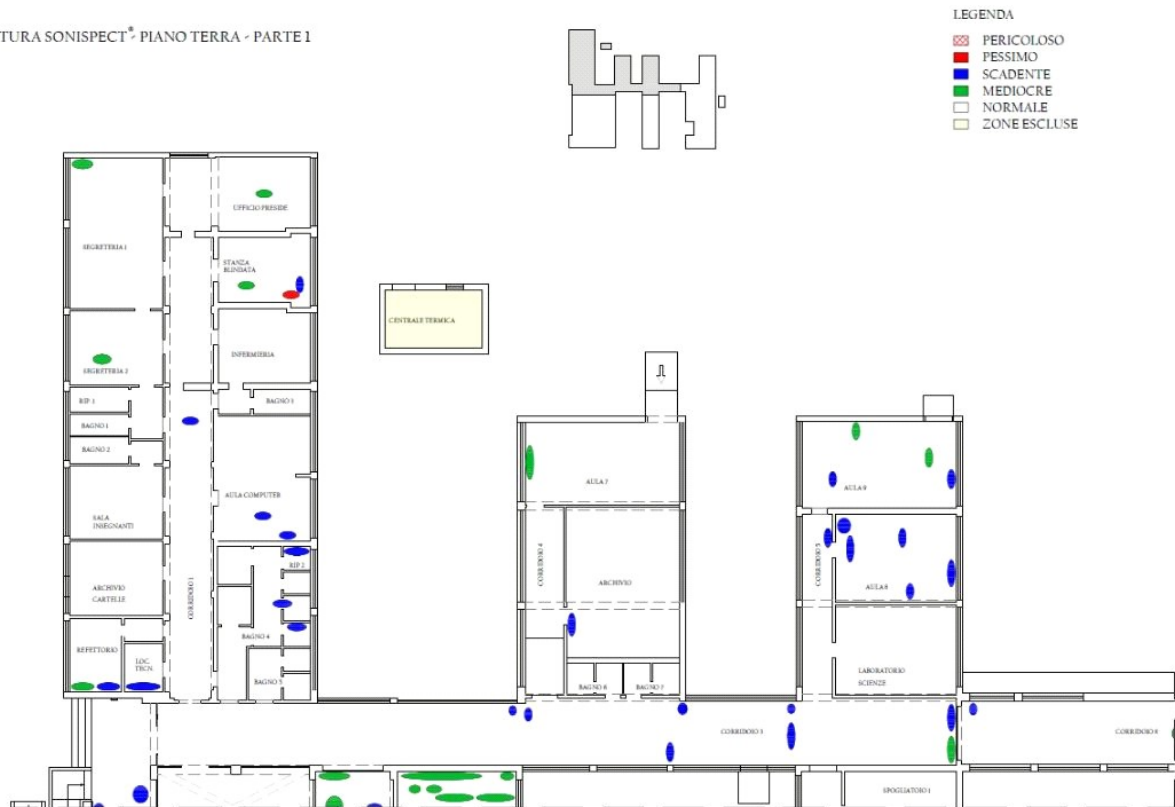 TURA SONISPECT® - PIANO TERRA - PARTE 1
LEGENDA
PERICOLOSO
PESSIMO
SCADENTE
MEDIOCRE
NORMALE
ZONE ESCLUSE
UFFICIO PRESIDE
SEGRETERIA 1
STANZA
BLINDATA
CENTRALE TERMICA
INFERMIERIA
SEGRETERIA 2
RIP 1
BAGNO 3
BAGNO 1
BAGNO 2
AULA 7
AULA 9
AULA COMPUTER
SALA
INSEGNANTI
RIP 2
CORRIDOIO 1
CORRIDOIO 4
CORRIDOIO 5
ARCHIVIO
CARTELLE
ARCHIVIO
AULA 8
BAGNO 4
REFETTORIO
LOC.
TECN.
BAGNO 5
BAGNO 6
BAGNO 7
LABORATORIO
SCIENZE
CORRIDOIO 3
CORRIDOIO 6
SPOGLIATOIO 1